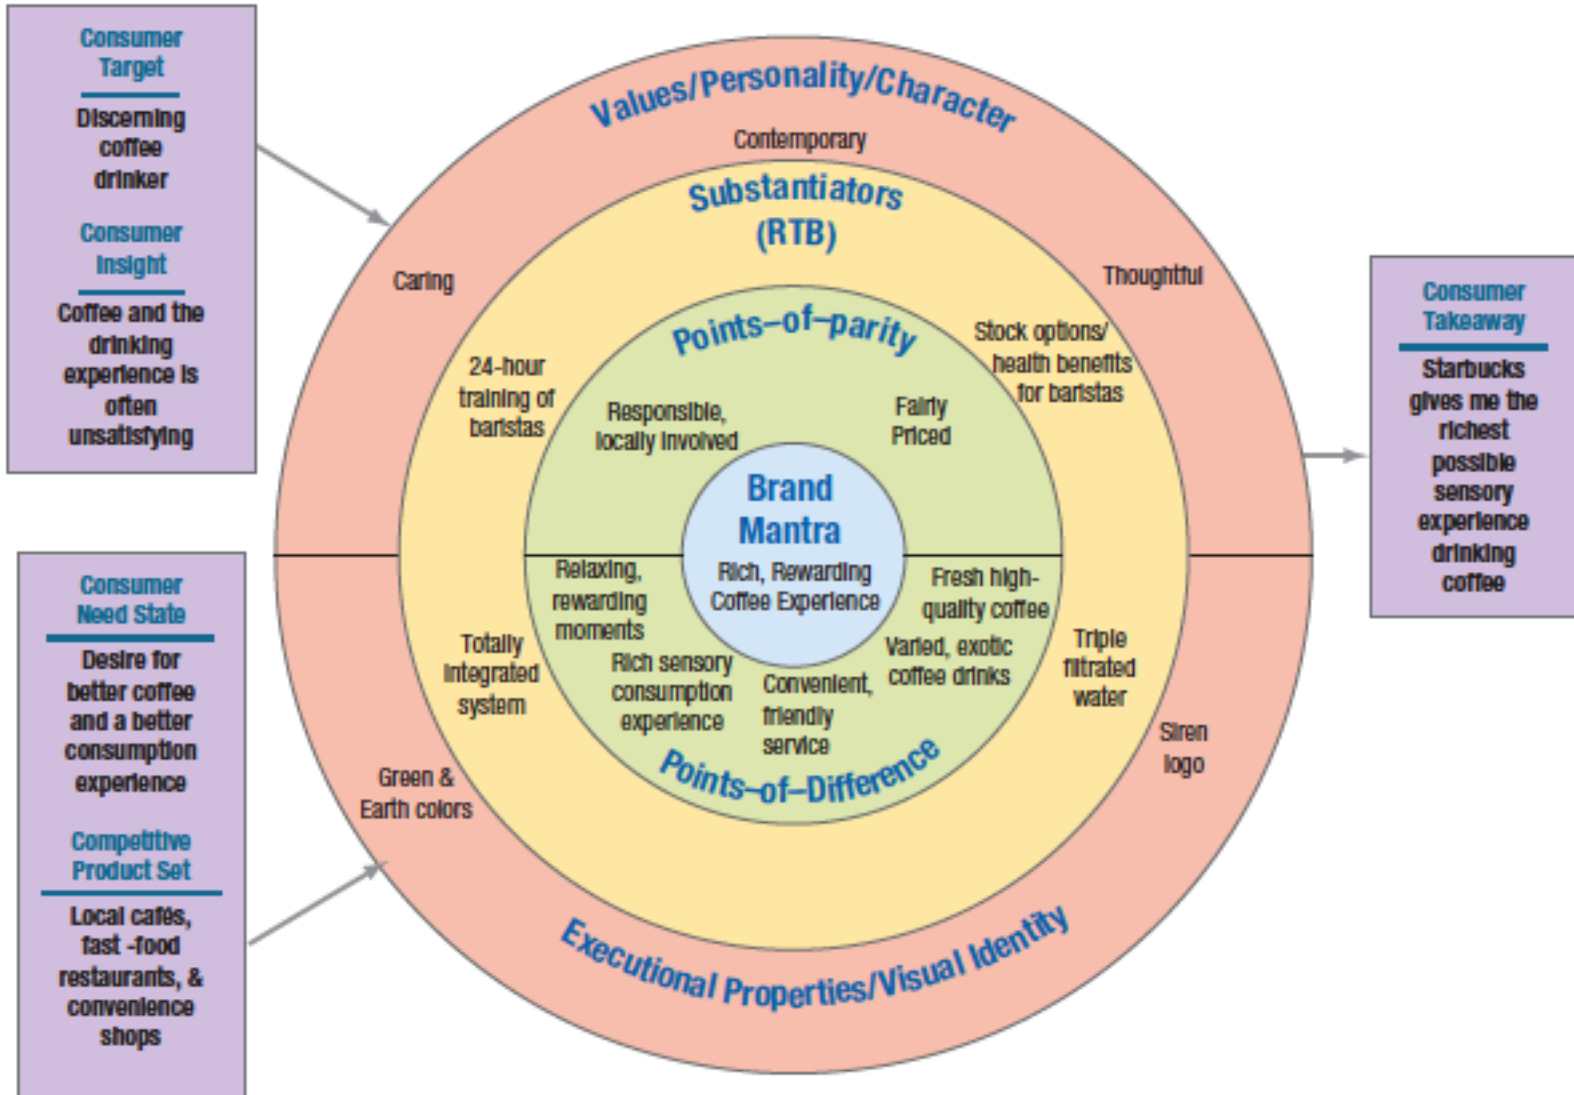 Consumer
Target
Discerning
coffee
drinker
Consumer
Insight
Coffee and the
drinking
experience is
often
unsatisfying
Consumer
Need State
Desire for
better coffee
and a better
consumption
experience
Competitive
Product Set
Local cafés,
fast -food
restaurants, &
convenience
shops
Values/Personality/Character
Contemporary
Caring
Thoughtful
Substantiators
(RTB)
24-hour
training of
baristas
Stock options/
health benefits
for baristas
Points-of-parity
Responsible,
locally involved
Fairly
Priced
Brand
Mantra
Rich, Rewarding
Coffee Experience
Relaxing,
rewarding
moments
Rich sensory
consumption
experience
Convenient,
friendly
service
Fresh high-
quality coffee
Varied, exotic
coffee drinks
Points-of-Difference
Totally
integrated
system
Triple
filtrated
water
Green &
Earth colors
Siren
logo
Executional Properties/Visual Identity
Consumer
Takeaway
Starbucks
gives me the
richest
possible
sensory
experience
drinking
coffee